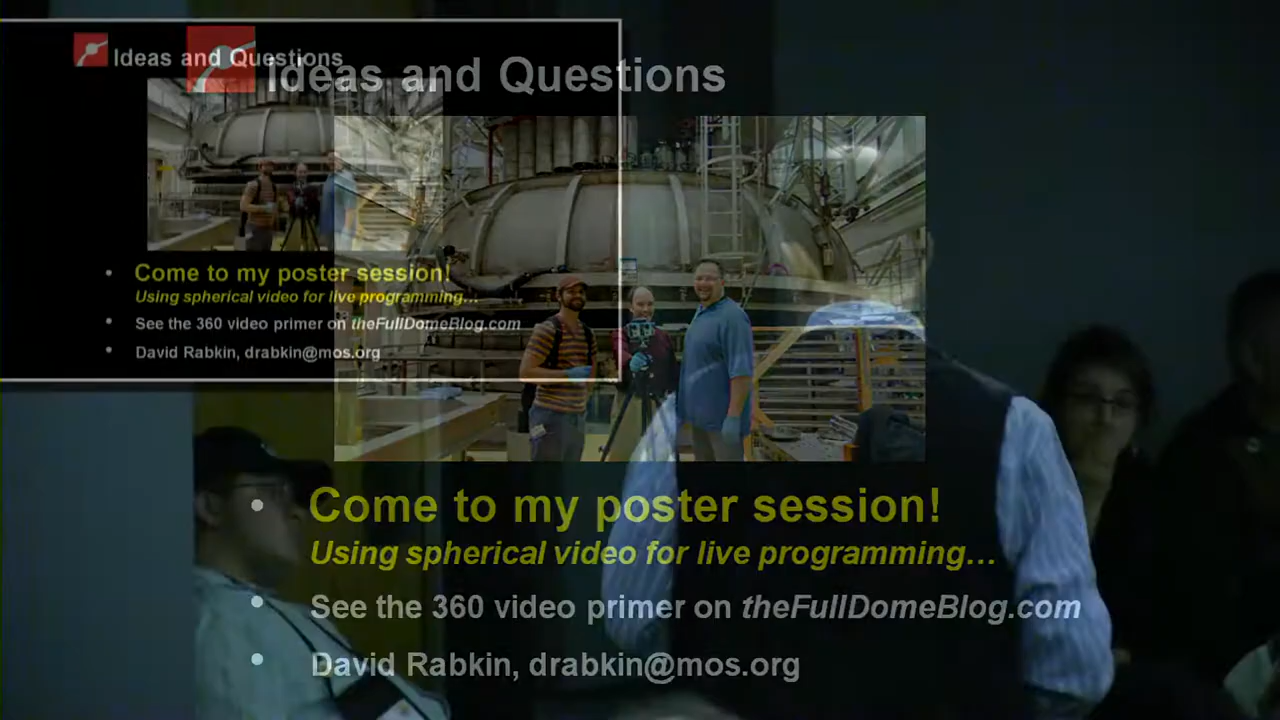 Ideas and Questions
Come to my poster session!
Using spherical video for live programming…
See the 360 video primer on theFullDomeBlog.com
David Rabkin, drabkin@mos.org
Ideas and Questions
Come to my poster session!
Using spherical video for live programming…
See the 360 video primer on theFullDomeBlog.com
David Rabkin, drabkin@mos.org